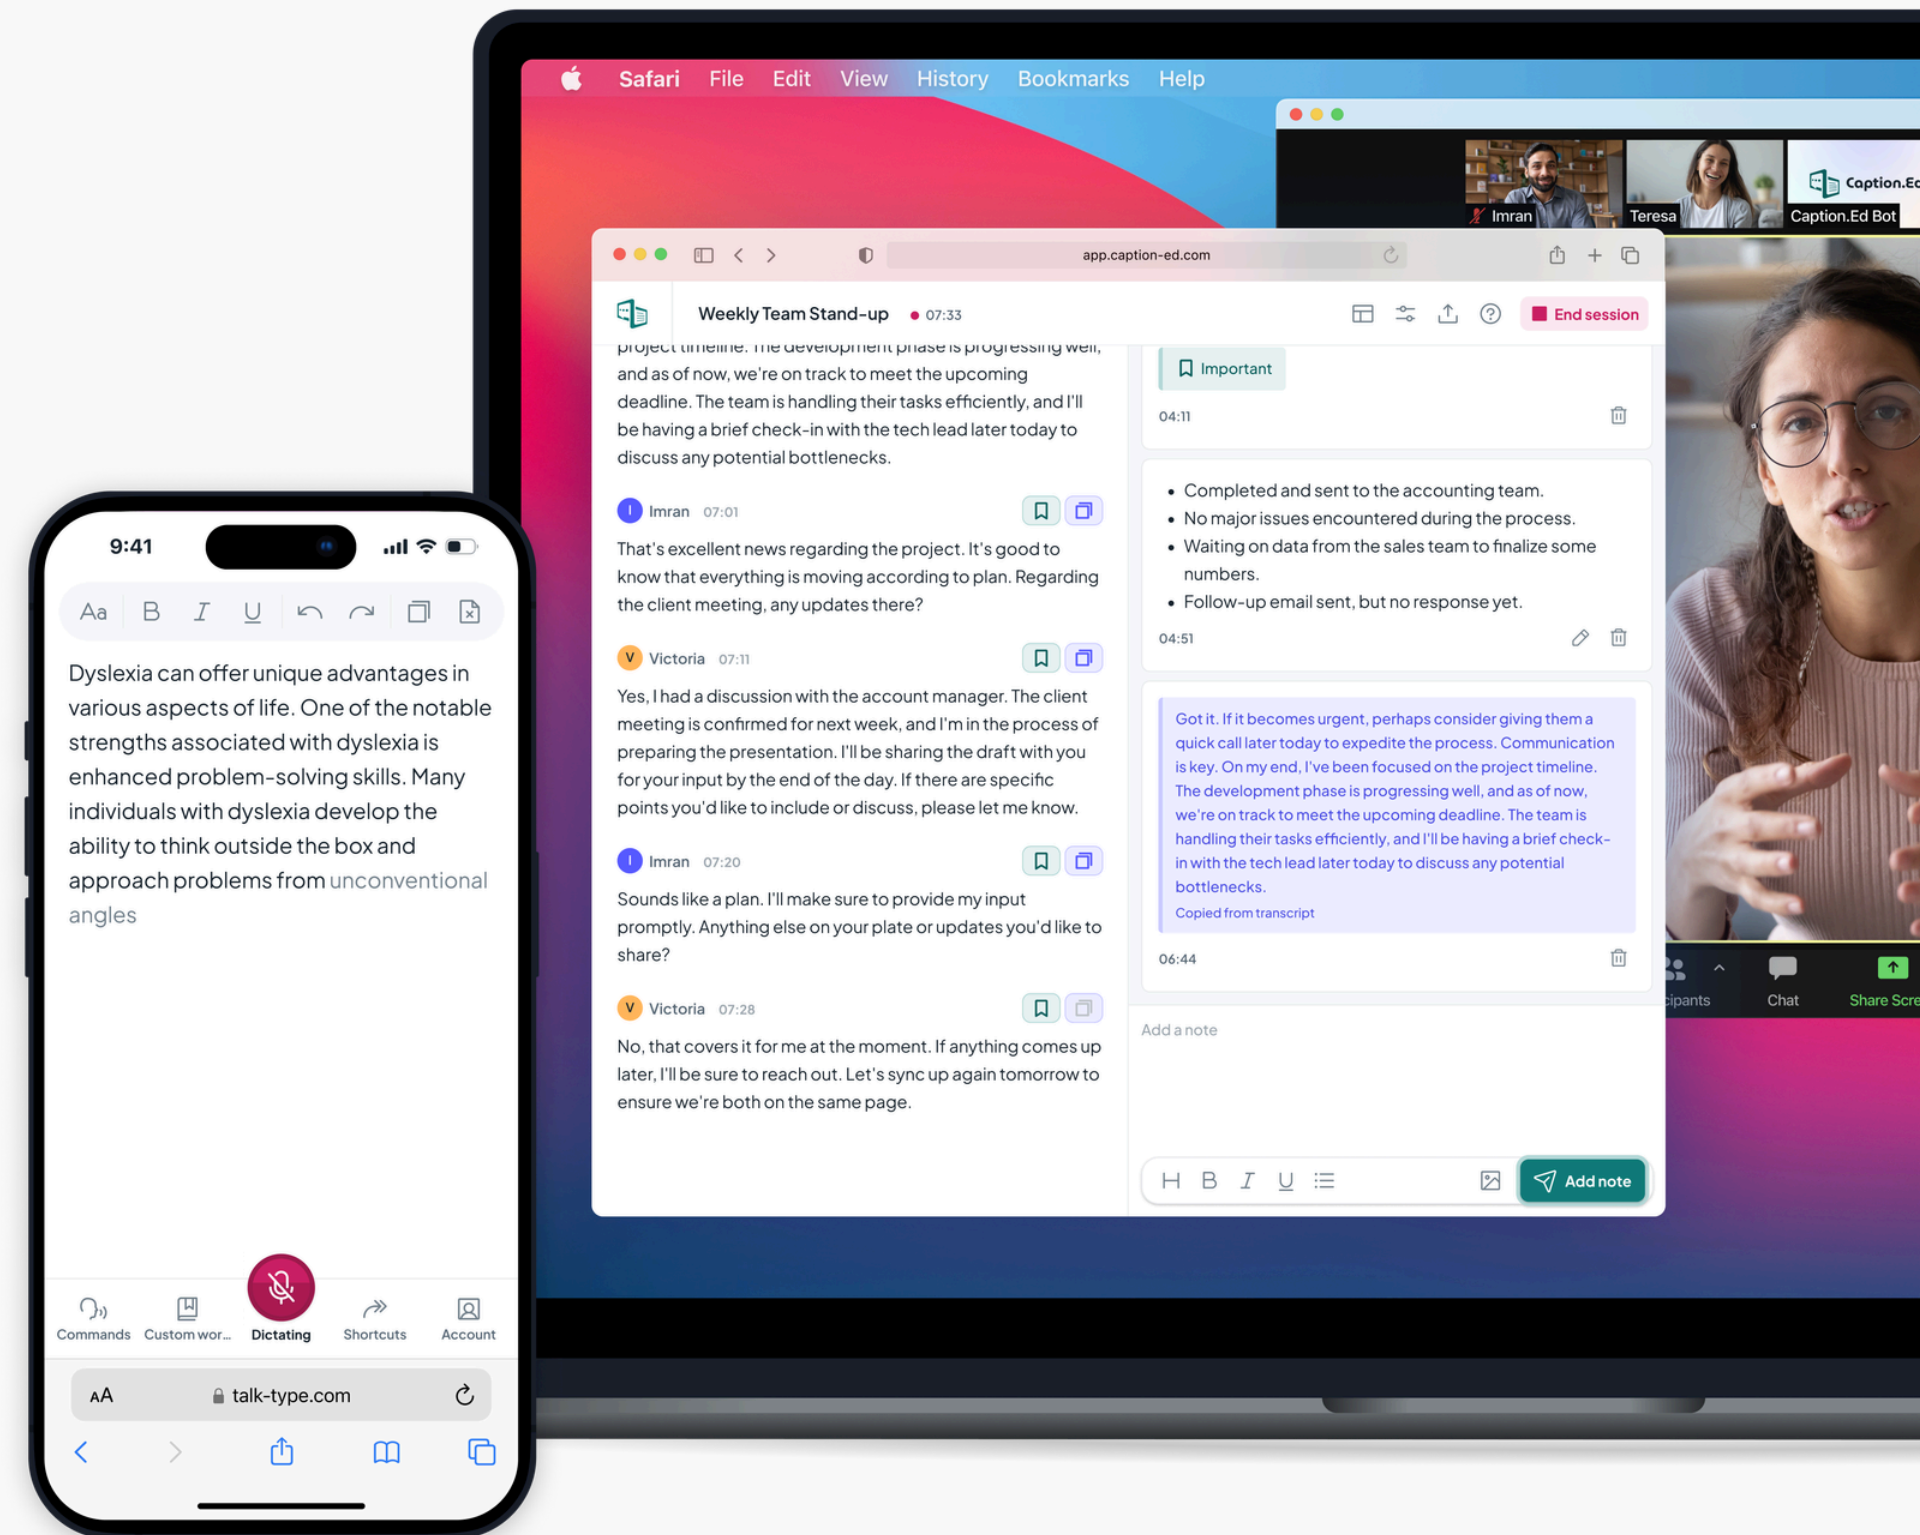 Safari File Edit View History Bookmarks Help
Imran
Teresa
Caption.Ed
Caption.Ed Bot
app.caption-ed.com
Weekly Team Stand-up 07:33
End session
project timeline. The development phase is progressing well,
and as of now, we're on track to meet the upcoming
deadline. The team is handling their tasks efficiently, and I'll
be having a brief check-in with the tech lead later today to
discuss any potential bottlenecks.
I Imran 07:01
That's excellent news regarding the project. It's good to
know that everything is moving according to plan. Regarding
the client meeting, any updates there?
V Victoria 07:11
Yes, I had a discussion with the account manager. The client
meeting is confirmed for next week, and I'm in the process of
preparing the presentation. I'll be sharing the draft with you
for your input by the end of the day. If there are specific
points you'd like to include or discuss, please let me know.
I Imran 07:20
Sounds like a plan. I'll make sure to provide my input
promptly. Anything else on your plate or updates you'd like to
share?
V Victoria 07:28
No, that covers it for me at the moment. If anything comes up
later, I'll be sure to reach out. Let's sync up again tomorrow to
ensure we're both on the same page.
Important
04:11
• Completed and sent to the accounting team.
• No major issues encountered during the process.
• Waiting on data from the sales team to finalize some
numbers.
• Follow-up email sent, but no response yet.
04:51
Got it. If it becomes urgent, perhaps consider giving them a
quick call later today to expedite the process. Communication
is key. On my end, I've been focused on the project timeline.
The development phase is progressing well, and as of now,
we're on track to meet the upcoming deadline. The team is
handling their tasks efficiently, and I'll be having a brief check-
in with the tech lead later today to discuss any potential
bottlenecks.
Copied from transcript
06:44
Add a note
H B I U
Add note
cipants
Chat
Share Scre
9:41
Aa B I U
Dyslexia can offer unique advantages in
various aspects of life. One of the notable
strengths associated with dyslexia is
enhanced problem-solving skills. Many
individuals with dyslexia develop the
ability to think outside the box and
approach problems from unconventional
angles
Commands
Custom wor...
Dictating
Shortcuts
Account
AA talk-type.com